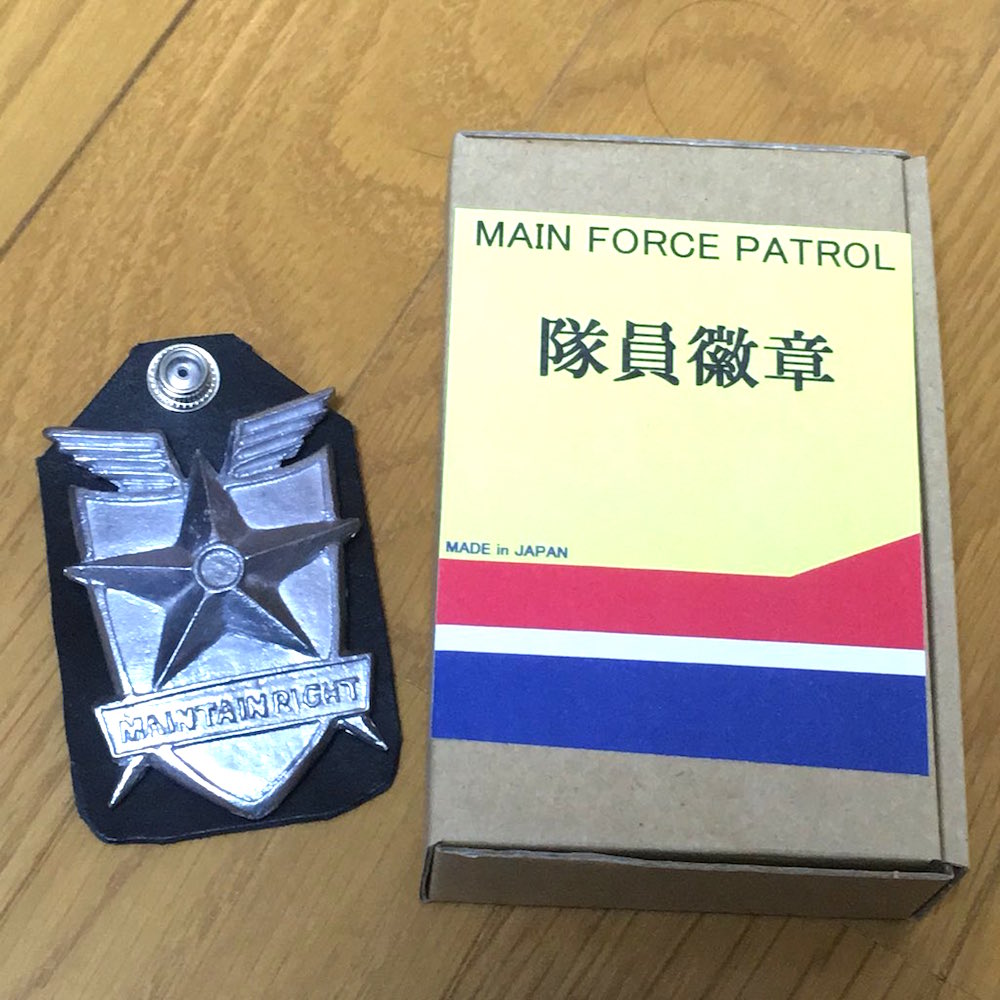 MAINTAIN RIGHT
MAIN FORCE PATROL
隊員徽章
MADE in JAPAN